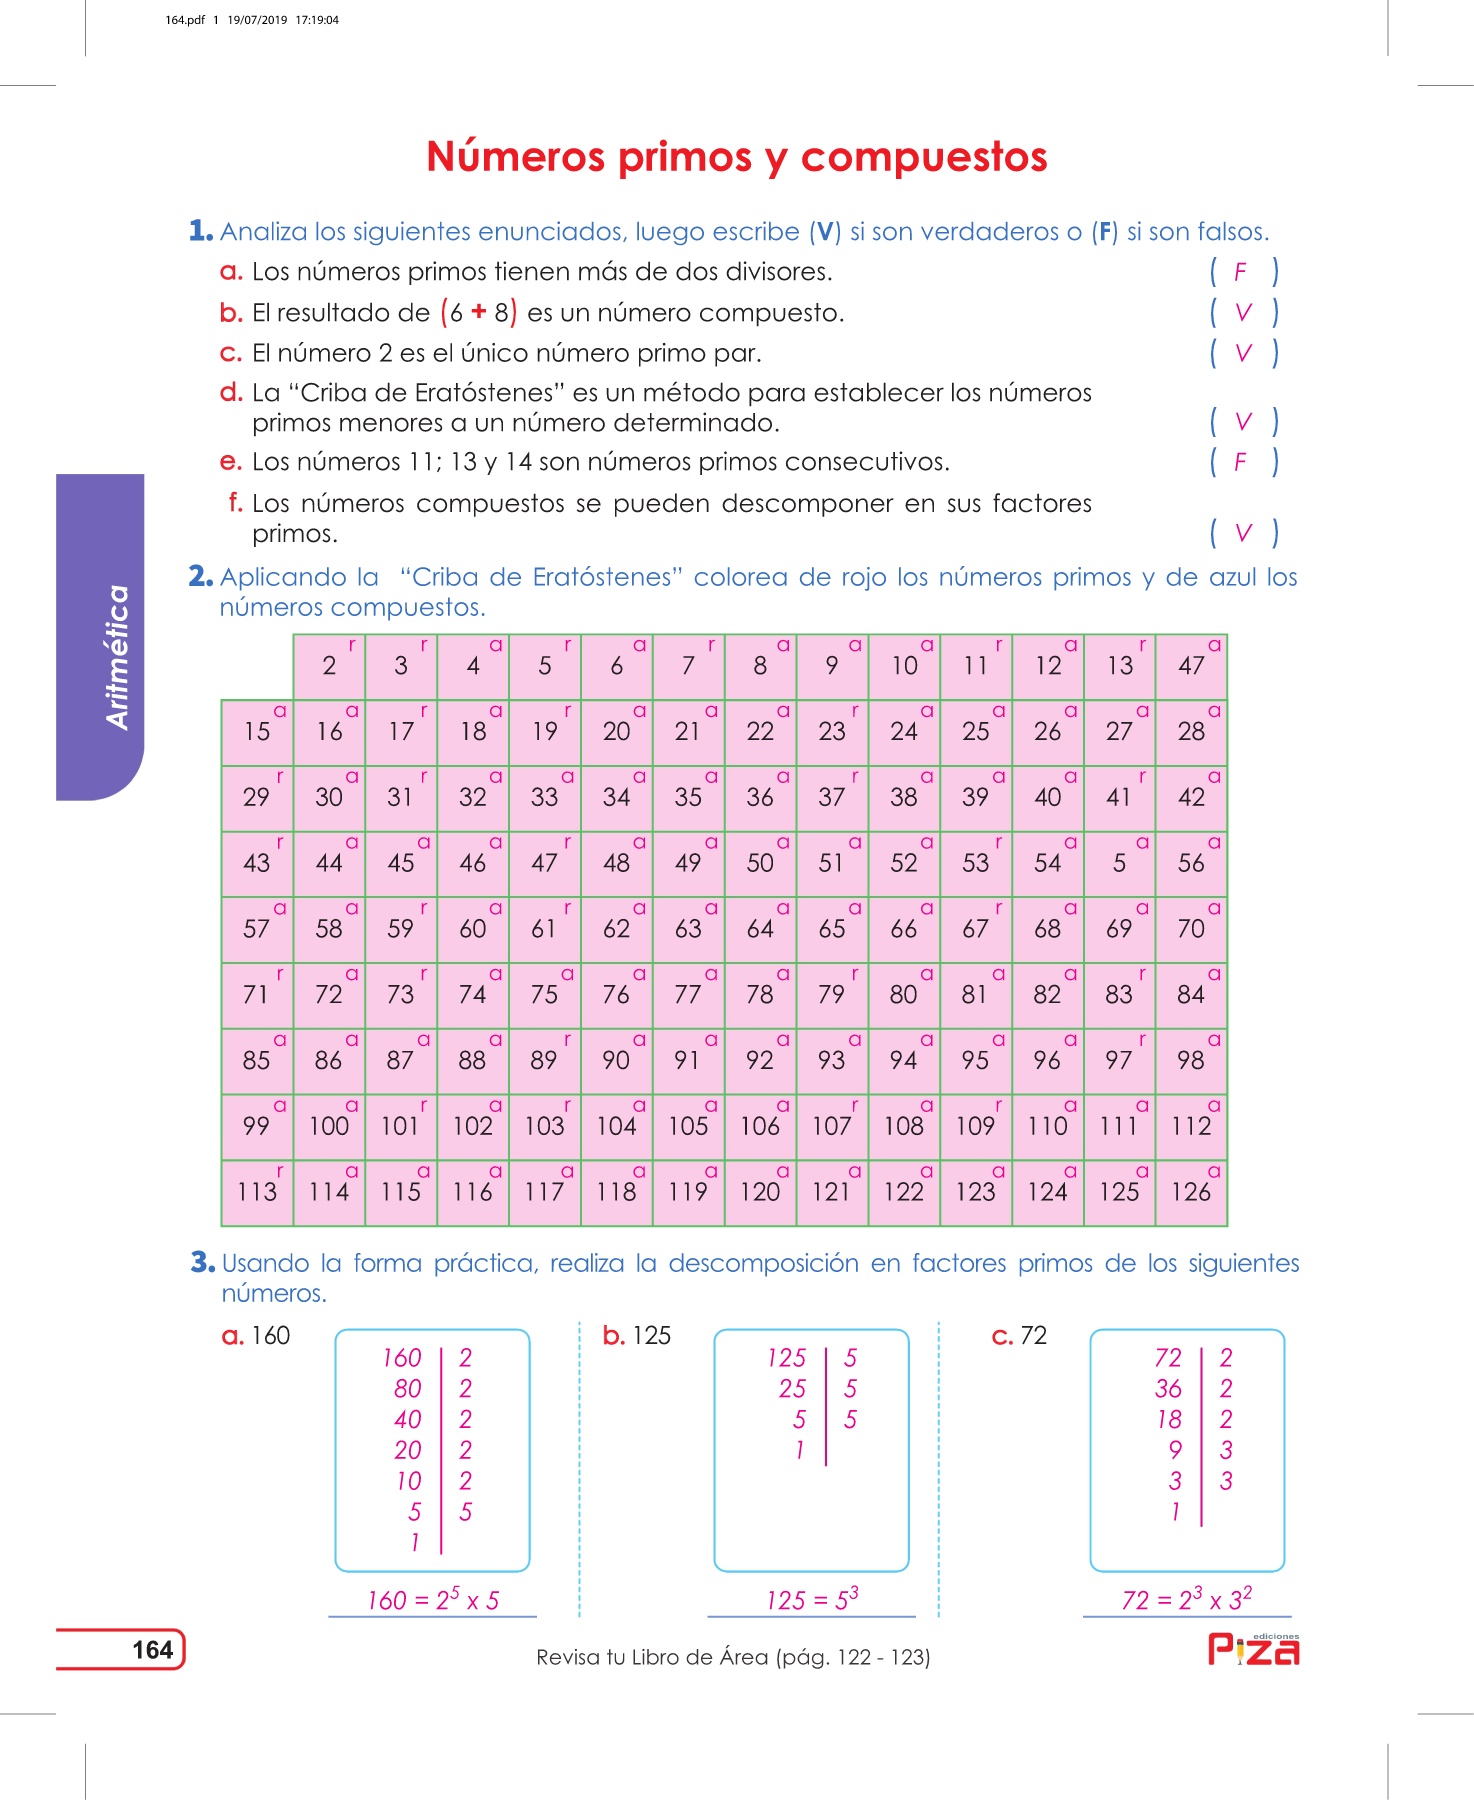 164.pdf 1 19/07/2019 17:19:04
Números primos y compuestos
1. Analiza los siguientes enunciados, luego escribe (V) si son verdaderos o (F) si son falsos.
a. Los números primos tienen más de dos divisores. ( F )
b. El resultado de (6 + 8) es un número compuesto. ( V )
c. El número 2 es el único número primo par. ( V )
d. La “Criba de Eratóstenes” es un método para establecer los números
primos menores a un número determinado. ( V )
e. Los números 11; 13 y 14 son números primos consecutivos. ( F )
f. Los números compuestos se pueden descomponer en sus factores
primos. ( V )
Aritmética
2. Aplicando la “Criba de Eratóstenes” colorea de rojo los números primos y de azul los
números compuestos.
r r a r a r a a a r a r a
2 3 4 5 6 7 8 9 10 11 12 13 47
a a r a r a a a r a a a a a
15 16 17 18 19 20 21 22 23 24 25 26 27 28
r a r a a a a a r a a a r a
29 30 31 32 33 34 35 36 37 38 39 40 41 42
r a a a r a a a a a r a a a
43 44 45 46 47 48 49 50 51 52 53 54 5 56
a a r a r a a a a a r a a a
57 58 59 60 61 62 63 64 65 66 67 68 69 70
r a r a a a a a r a a a r a
71 72 73 74 75 76 77 78 79 80 81 82 83 84
a a a a r a a a a a a a r a
85 86 87 88 89 90 91 92 93 94 95 96 97 98
a a r a r a a a r a r a a a
99 100 101 102 103 104 105 106 107 108 109 110 111 112
r a a a a a a a a a a a a a
113 114 115 116 117 118 119 120 121 122 123 124 125 126
3. Usando la forma práctica, realiza la descomposición en factores primos de los siguientes
números.
a. 160
160 2
80 2
40 2
20 2
10 2
5 5
1
160 = 2⁵ x 5
b. 125
125 5
25 5
5 5
1
125 = 5³
c. 72
72 2
36 2
18 2
9 3
3 3
1
72 = 2³ x 3²
164
Revisa tu Libro de Área (pág. 122 - 123)
ediciones
Piza